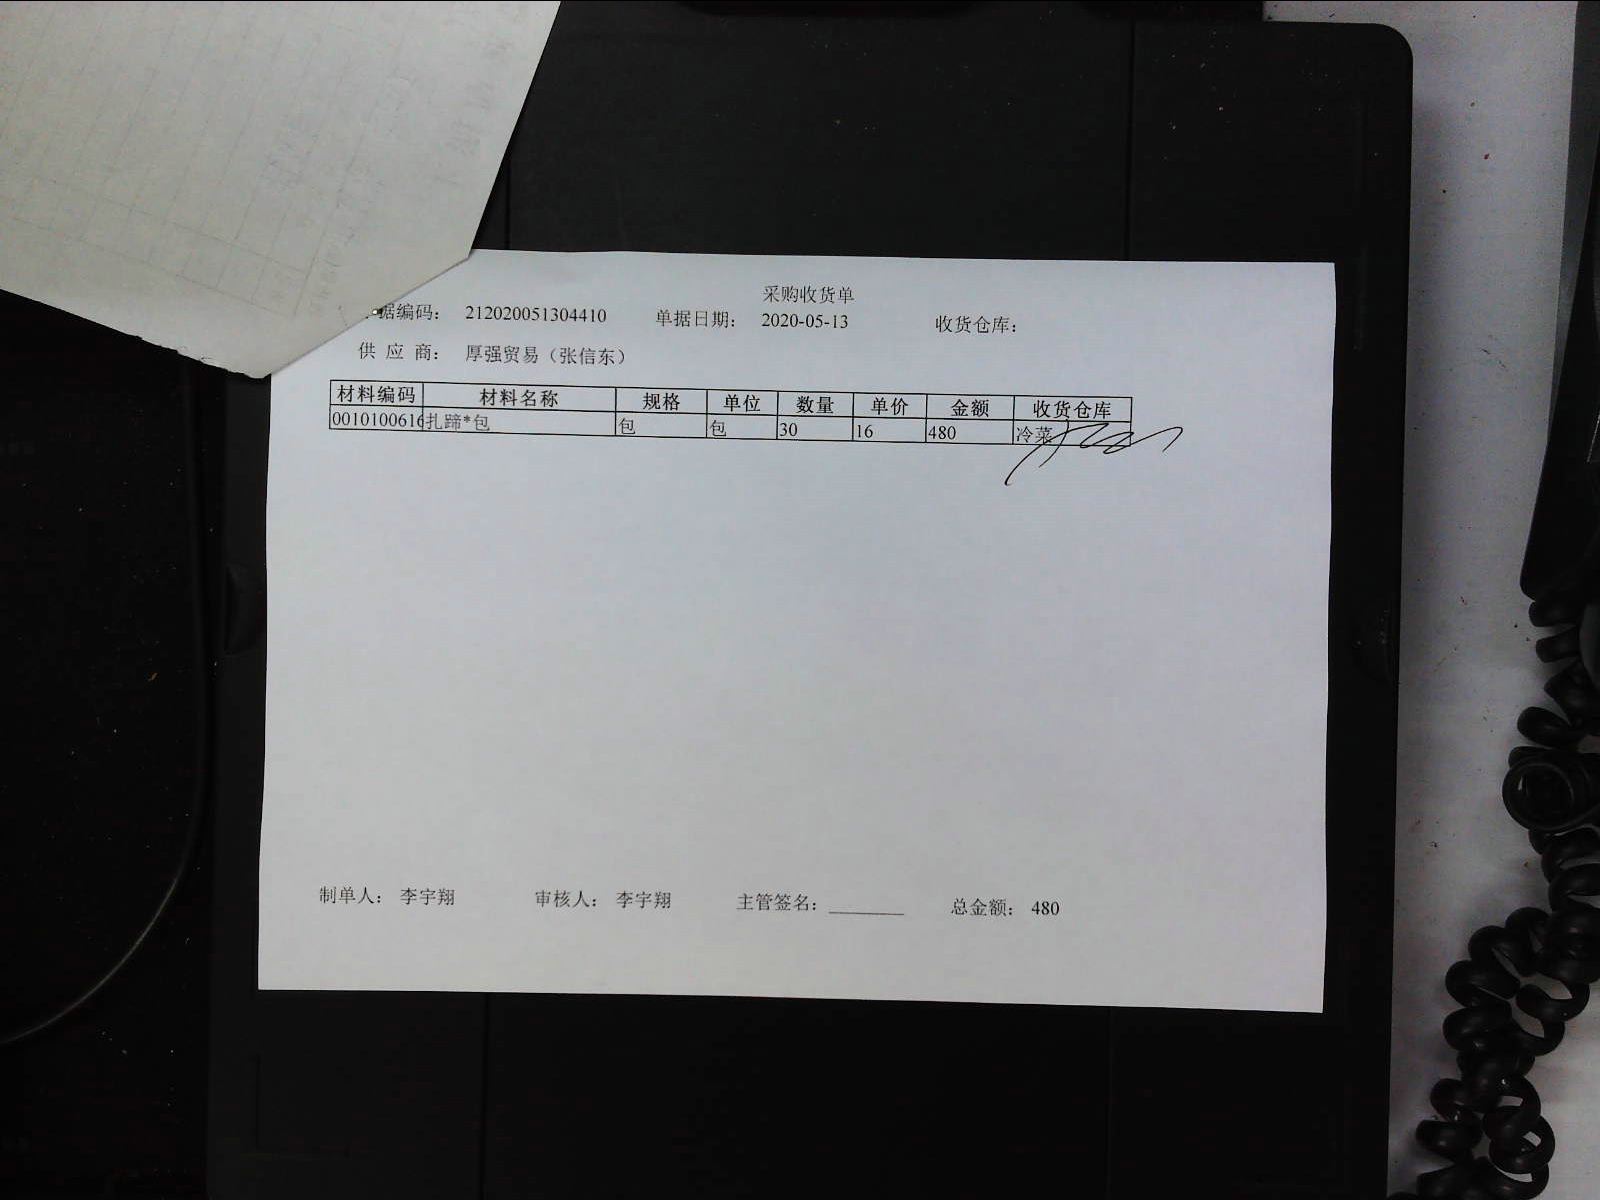 采购收货单
据编码： 212020051304410 单据日期： 2020-05-13 收货仓库：
供 应 商： 厚强贸易（张信东）
材料编码 材料名称 规格 单位 数量 单价 金额 收货仓库
0010100616 扎蹄*包 包 包 30 16 480 冷菜
制单人： 李宇翔 审核人： 李宇翔 主管签名： ________ 总金额： 480